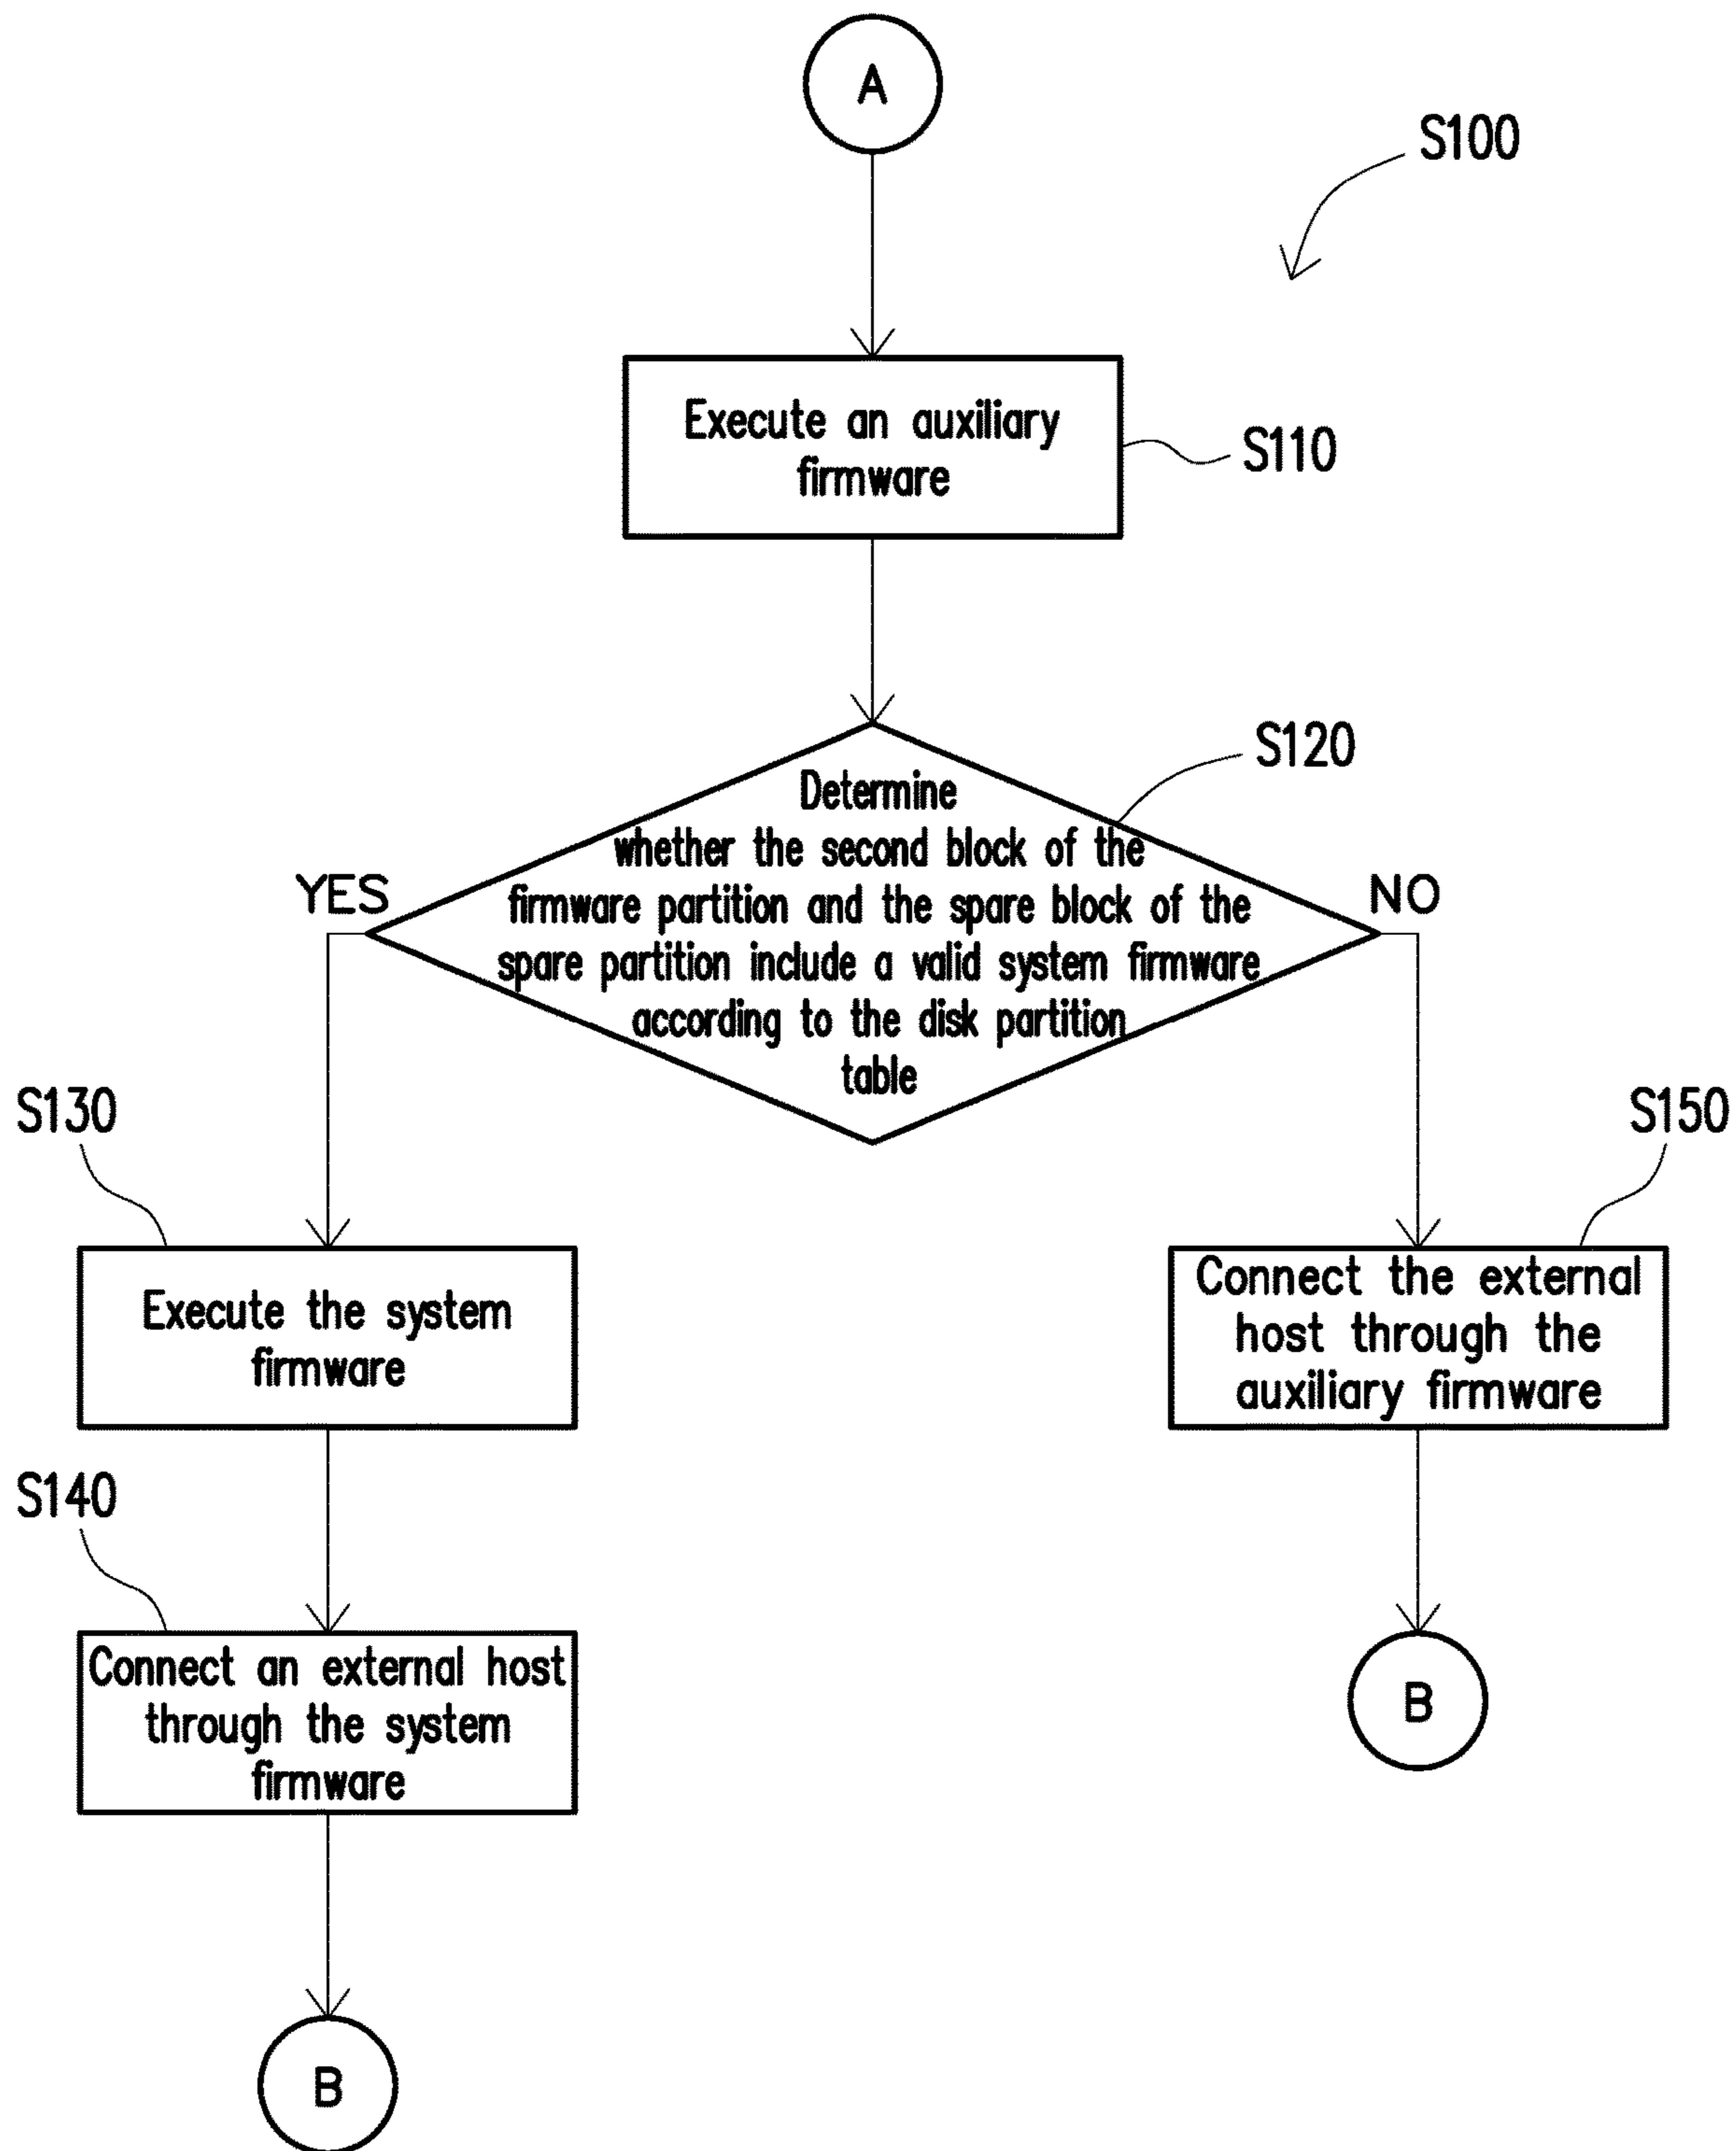 A
S100
Execute an auxiliary
firmware
S110
S120
Determine
whether the second block of the
firmware partition and the spare block of the
spare partition include a valid system firmware
according to the disk partition
table
YES
NO
S130
Execute the system
firmware
S150
Connect the external
host through the
auxiliary firmware
S140
Connect an external host
through the system
firmware
B
B